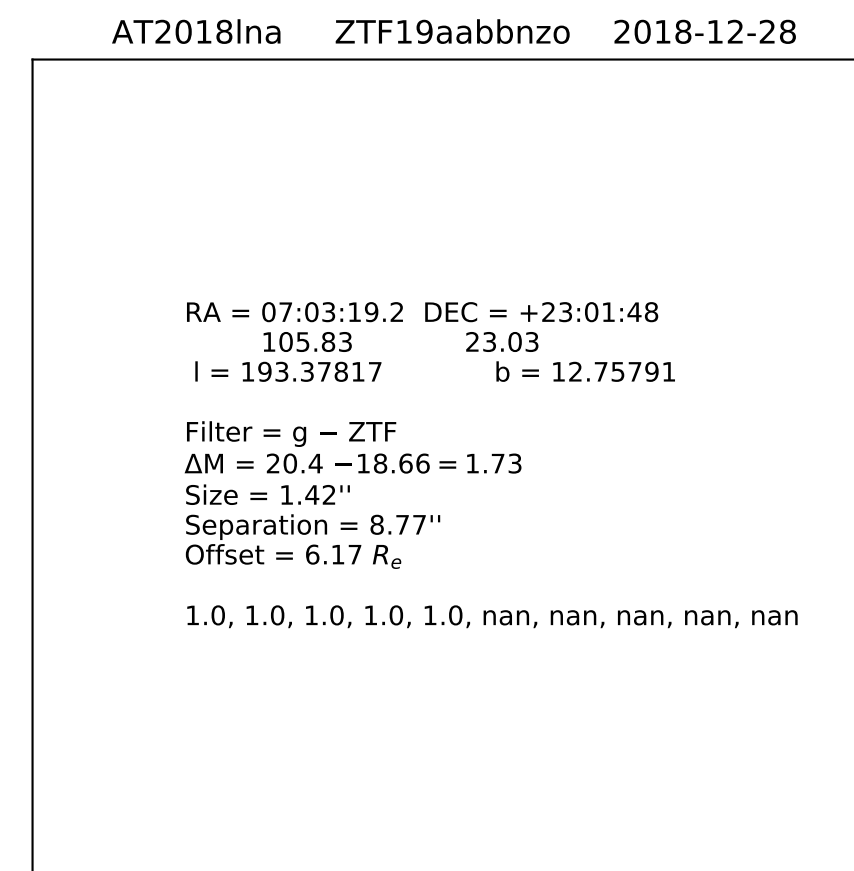 AT2018lna ZTF19aabbnzo 2018-12-28
RA = 07:03:19.2 DEC = +23:01:48
105.83 23.03
l = 193.37817 b = 12.75791
Filter = g − ZTF
ΔM = 20.4 −18.66 = 1.73
Size = 1.42''
Separation = 8.77''
Offset = 6.17 Rₑ
1.0, 1.0, 1.0, 1.0, 1.0, nan, nan, nan, nan, nan